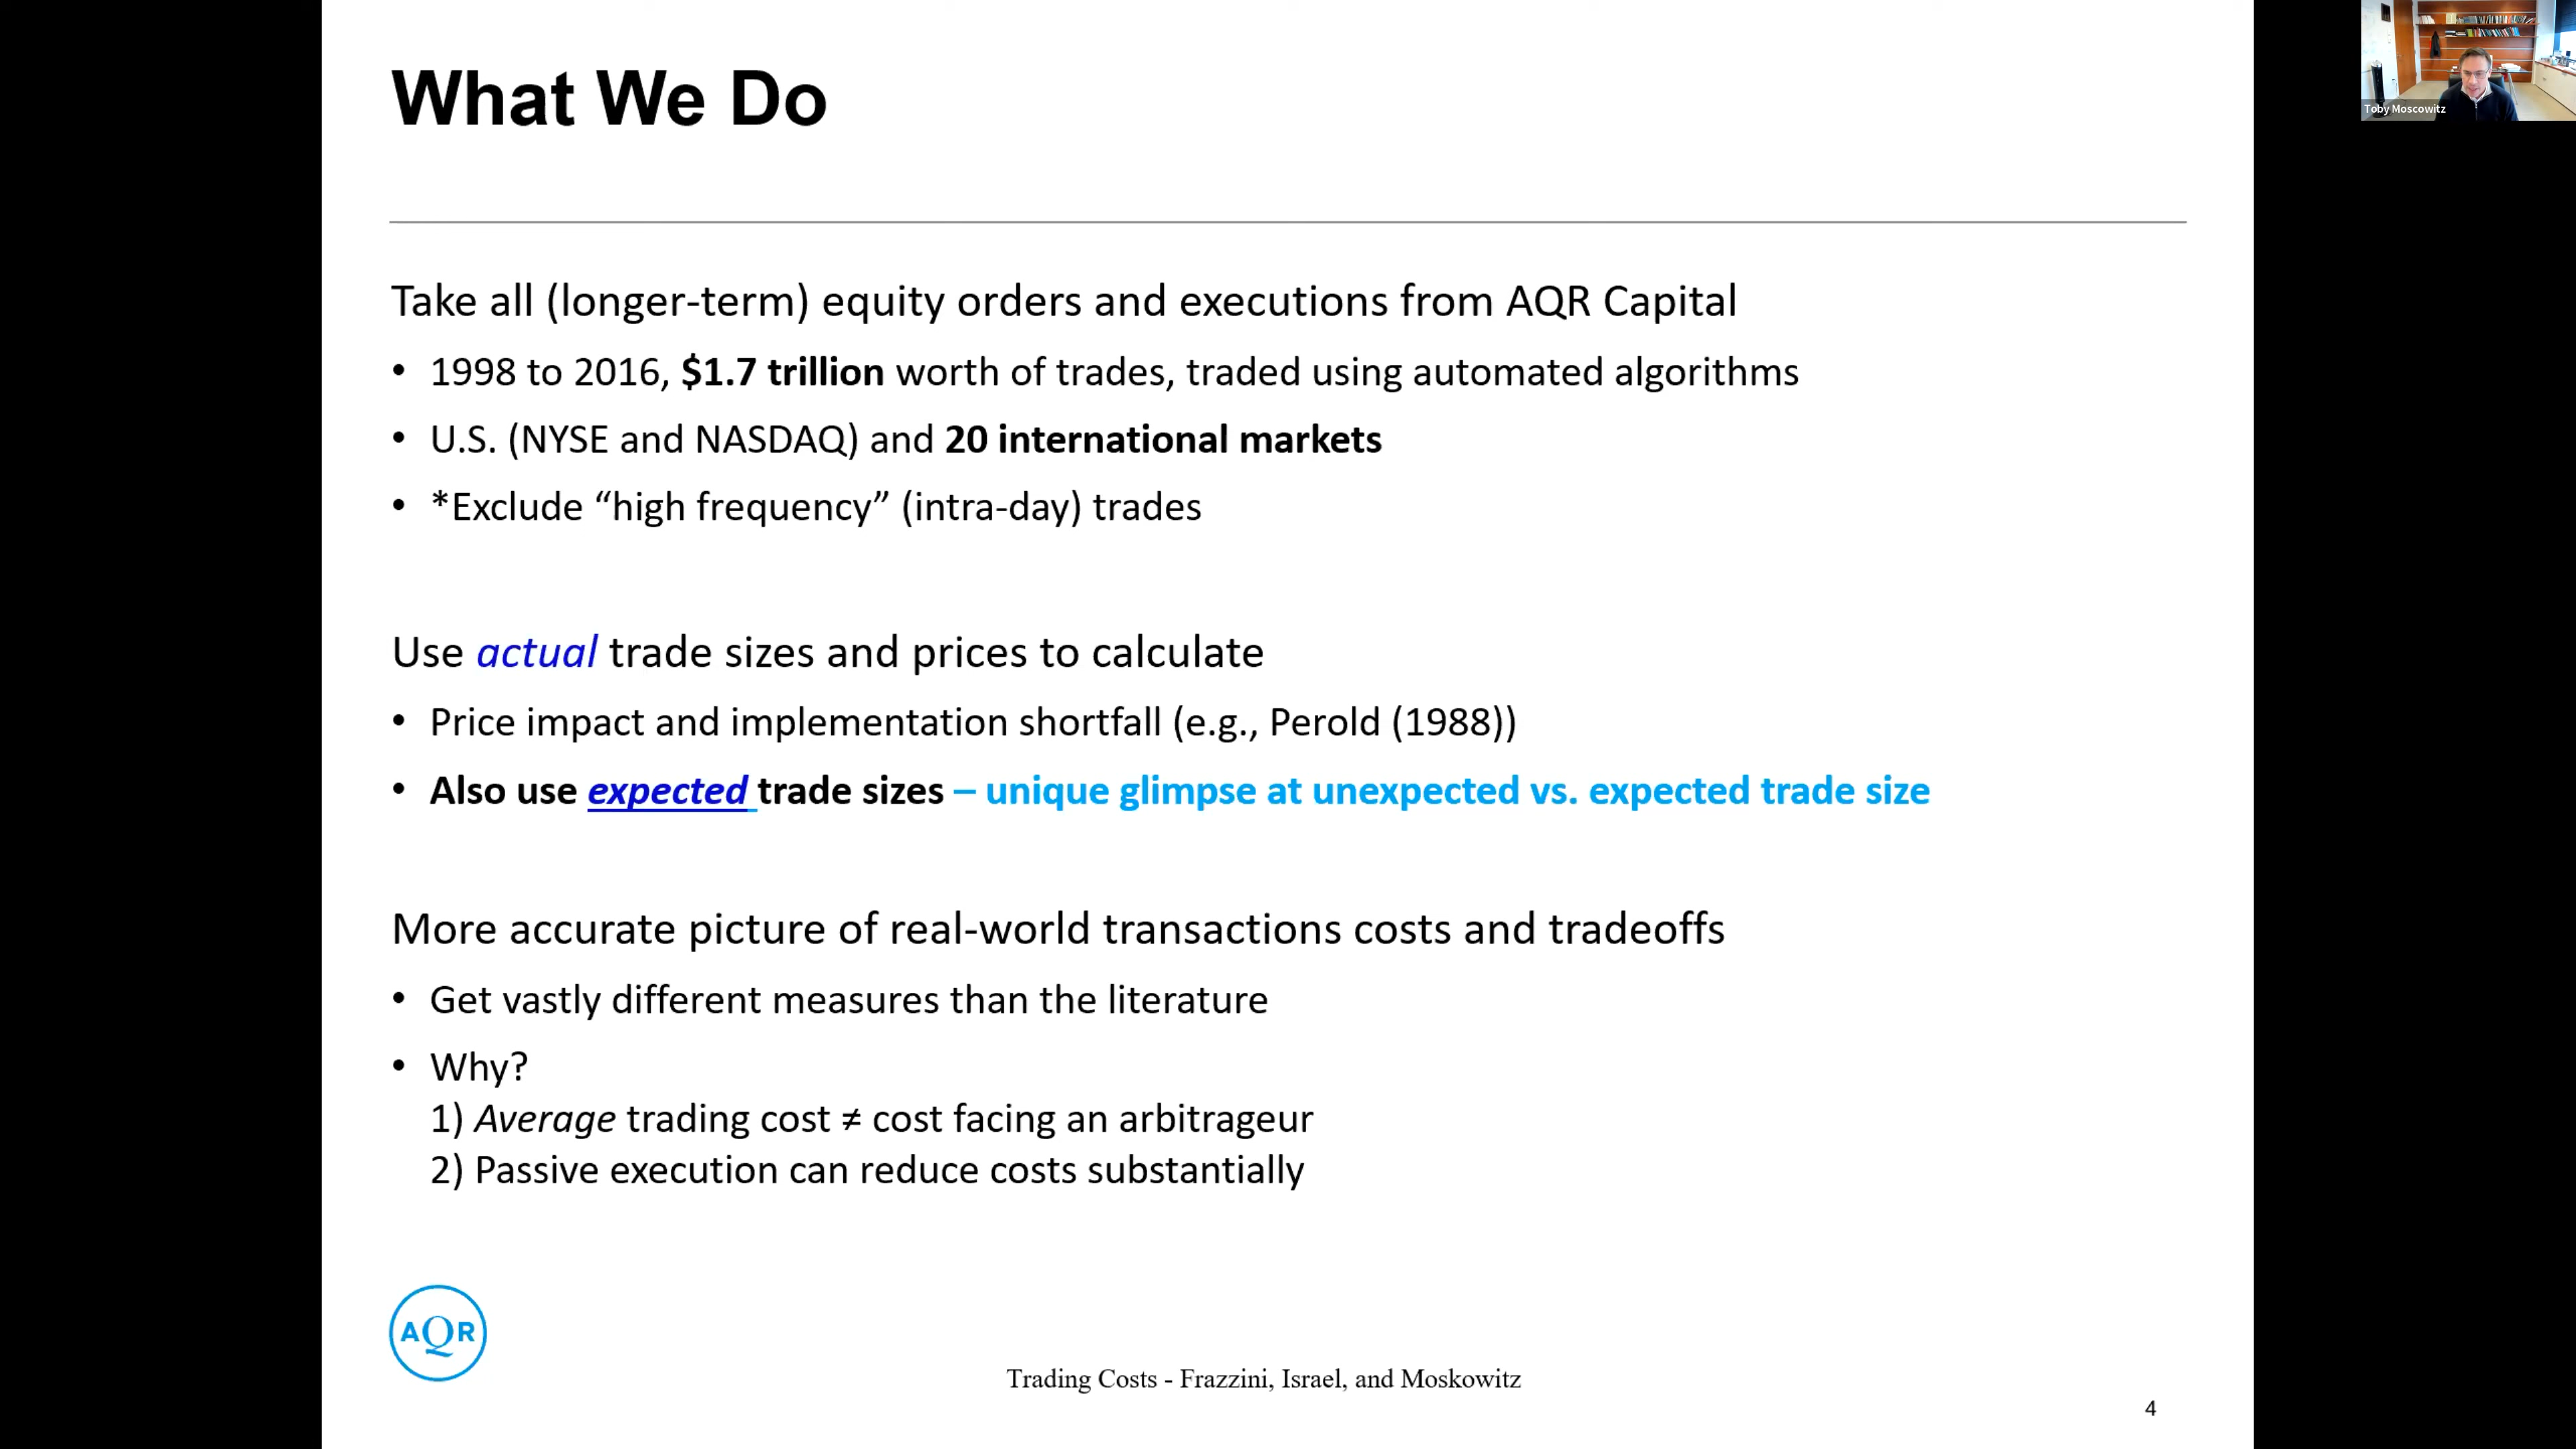 What We Do
Toby Moscowitz
Take all (longer-term) equity orders and executions from AQR Capital
• 1998 to 2016, $1.7 trillion worth of trades, traded using automated algorithms
• U.S. (NYSE and NASDAQ) and 20 international markets
• *Exclude “high frequency” (intra-day) trades
Use actual trade sizes and prices to calculate
• Price impact and implementation shortfall (e.g., Perold (1988))
• Also use expected trade sizes – unique glimpse at unexpected vs. expected trade size
More accurate picture of real-world transactions costs and tradeoffs
• Get vastly different measures than the literature
• Why?
1) Average trading cost ≠ cost facing an arbitrageur
2) Passive execution can reduce costs substantially
AQR
Trading Costs - Frazzini, Israel, and Moskowitz
4